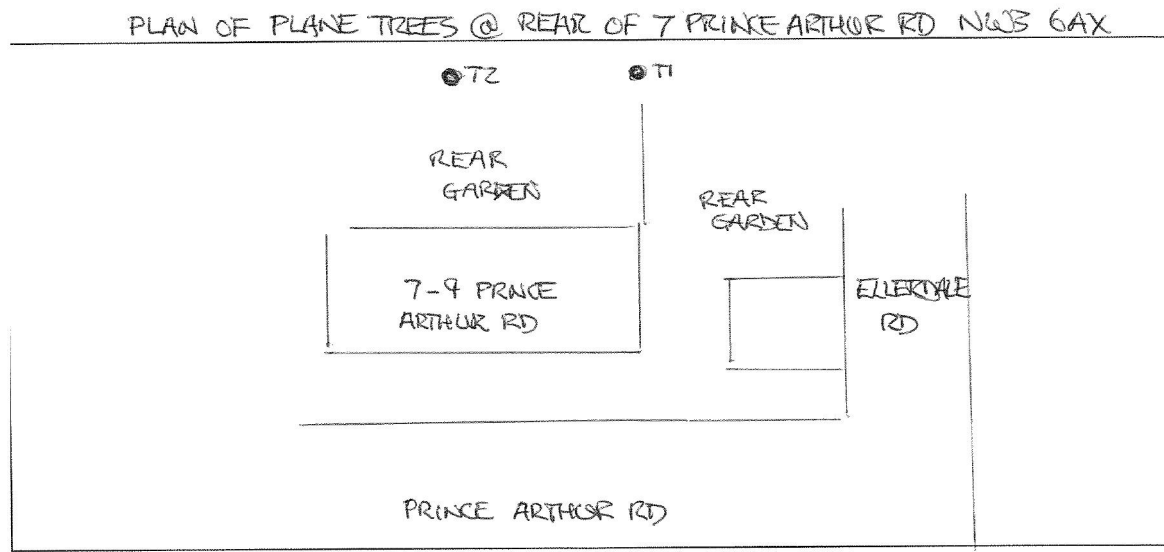 PLAN OF PLANE TREES @ REAR OF 7 PRINCE ARTHUR RD NW3 6AX
T2
T1
REAR
GARDEN
REAR
GARDEN
7-9 PRINCE
ARTHUR RD
ELLERDALE
RD
PRINCE ARTHUR RD